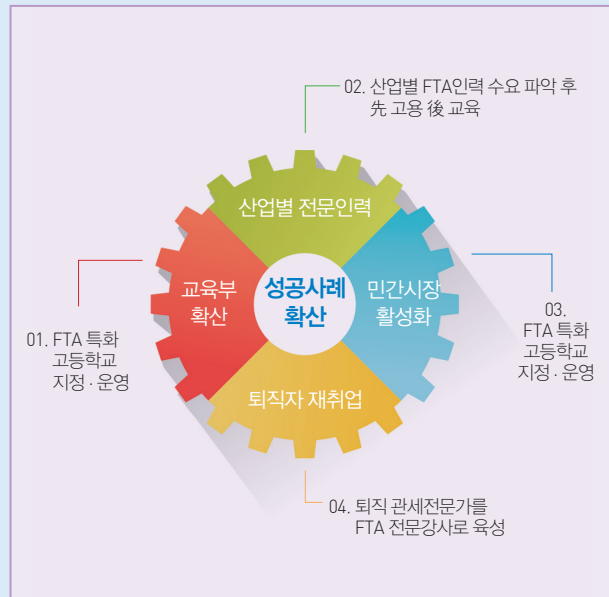 02. 산업별 FTA인력 수요 파악 후
先 고용 後 교육
산업별 전문인력
교육부
확산
성공사례
확산
민간시장
활성화
01. FTA 특화
고등학교
지정 · 운영
03.
FTA 특화
고등학교
지정 · 운영
퇴직자 재취업
04. 퇴직 관세전문가를
FTA 전문강사로 육성